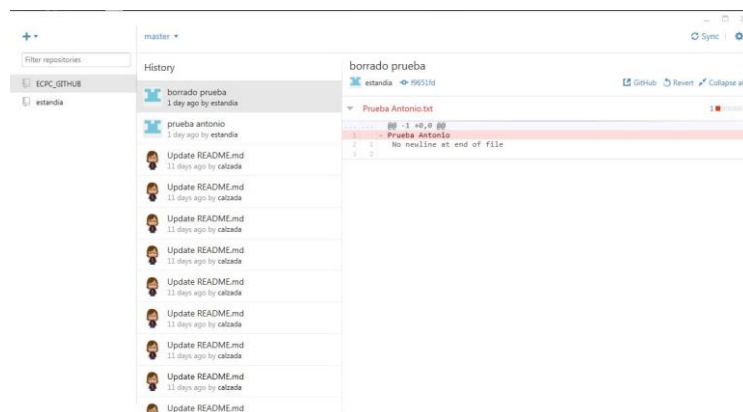 master
Sync
Filter repositories
ECPC_GITHUB
estandia
History
borrado prueba
1 day ago by estandia
prueba antonio
1 day ago by estandia
Update README.md
11 days ago by calzada
Update README.md
11 days ago by calzada
Update README.md
11 days ago by calzada
Update README.md
11 days ago by calzada
Update README.md
11 days ago by calzada
Update README.md
11 days ago by calzada
Update README.md
11 days ago by calzada
Update README.md
11 days ago by calzada
Update README.md
borrado prueba
estandia f9651fd
GitHub Revert Collapse al
Prueba Antonio.txt 1
@@ -1 +0,0 @@
1 - Prueba Antonio
2 1 No newline at end of file
3 2